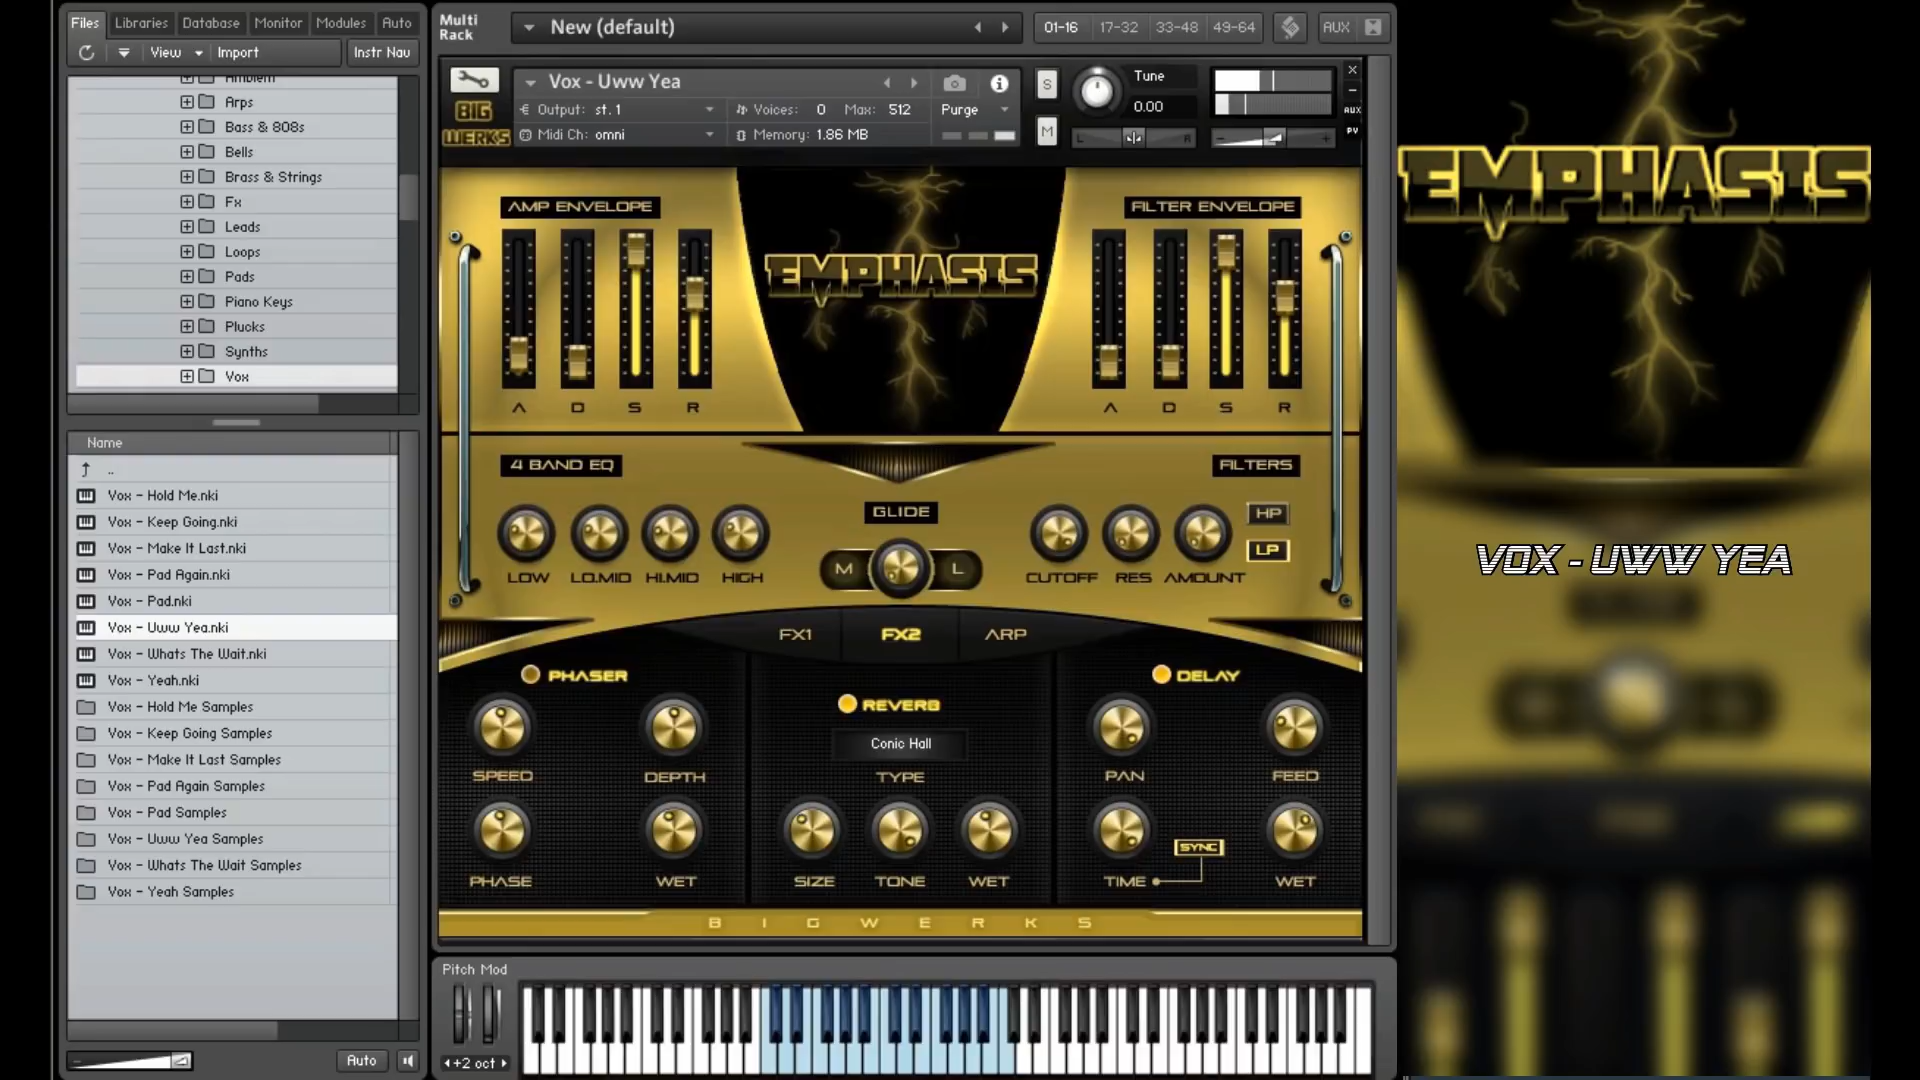 Files Libraries Database Monitor Modules Auto
View Import Instr Nav
Ambient
Arps
Bass & 808s
Bells
Brass & Strings
Fx
Leads
Loops
Pads
Piano Keys
Plucks
Synths
Vox
Name
..
Vox - Hold Me.nki
Vox - Keep Going.nki
Vox - Make It Last.nki
Vox - Pad Again.nki
Vox - Pad.nki
Vox - Uww Yea.nki
Vox - Whats The Wait.nki
Vox - Yeah.nki
Vox - Hold Me Samples
Vox - Keep Going Samples
Vox - Make It Last Samples
Vox - Pad Again Samples
Vox - Pad Samples
Vox - Uww Yea Samples
Vox - Whats The Wait Samples
Vox - Yeah Samples
Auto
Multi Rack
New (default)
01-16 17-32 33-48 49-64 AUX
BIG WERKS
Vox - Uww Yea
Output: st. 1 Voices: 0 Max: 512 Purge
Midi Ch: omni Memory: 1.86 MB
S
M
Tune
0.00
L R
AUX
PV
AMP ENVELOPE
A D S R
EMPHASIS
FILTER ENVELOPE
A D S R
4 BAND EQ
LOW LO.MID HI.MID HIGH
GLIDE
M L
FILTERS
CUTOFF RES AMOUNT
HP
LP
FX1 FX2 ARP
PHASER
SPEED DEPTH
PHASE WET
REVERB
Conic Hall
TYPE
SIZE TONE WET
DELAY
PAN FEED
TIME SYNC WET
BIGWERKS
Pitch Mod
+2 oct
EMPHASIS
VOX - UWW YEA